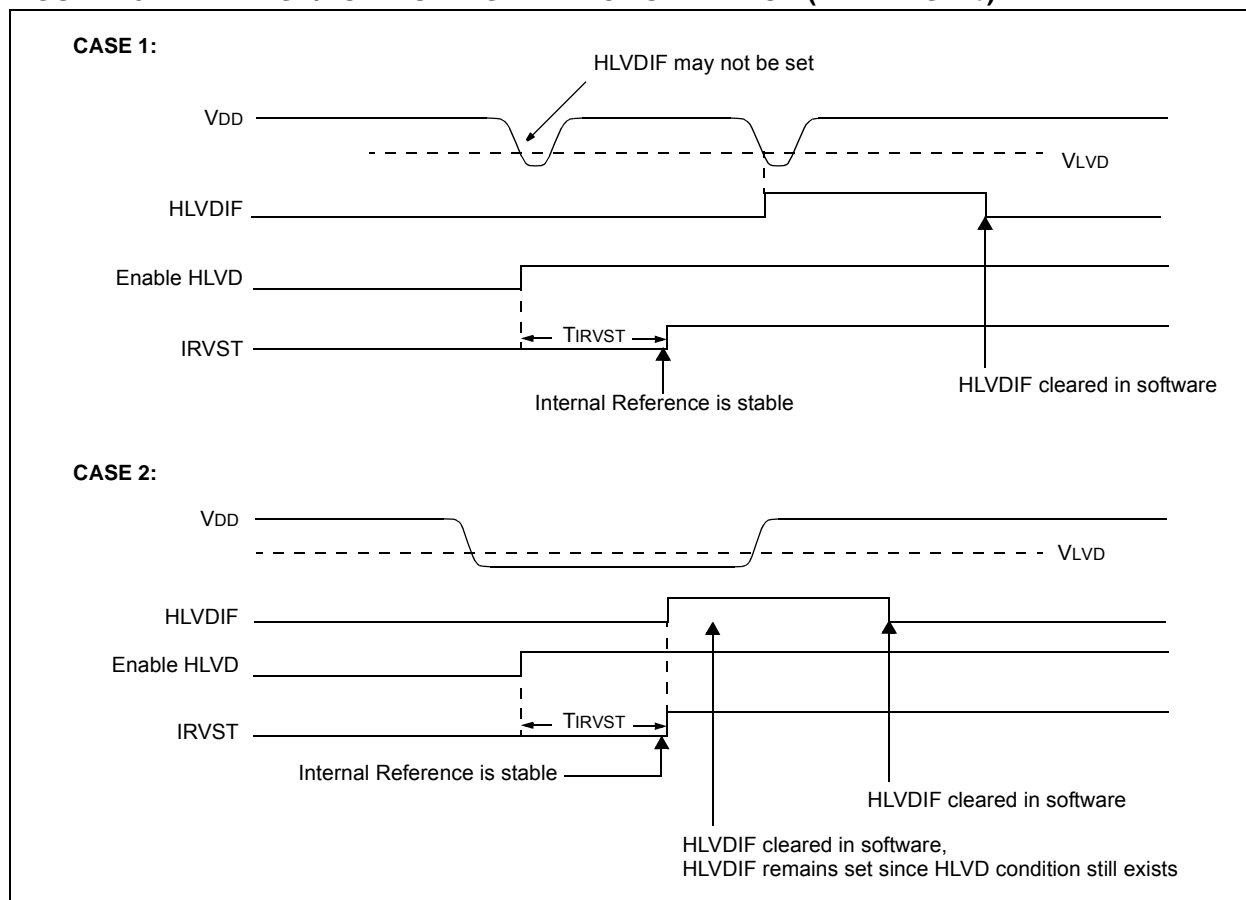 CASE 1:
HLVDIF may not be set
VDD
VLVD
HLVDIF
Enable HLVD
TIRVST
IRVST
Internal Reference is stable
HLVDIF cleared in software
CASE 2:
VDD
VLVD
HLVDIF
Enable HLVD
TIRVST
IRVST
Internal Reference is stable
HLVDIF cleared in software
HLVDIF cleared in software,
HLVDIF remains set since HLVD condition still exists